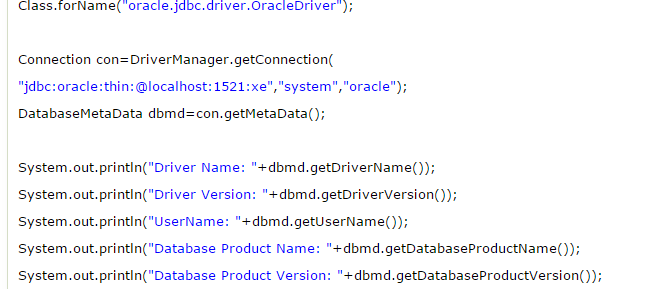 Class.forName("oracle.jdbc.driver.OracleDriver");
Connection con=DriverManager.getConnection(
"jdbc:oracle:thin:@localhost:1521:xe","system","oracle");
DatabaseMetaData dbmd=con.getMetaData();
System.out.println("Driver Name: "+dbmd.getDriverName());
System.out.println("Driver Version: "+dbmd.getDriverVersion());
System.out.println("UserName: "+dbmd.getUserName());
System.out.println("Database Product Name: "+dbmd.getDatabaseProductName());
System.out.println("Database Product Version: "+dbmd.getDatabaseProductVersion());